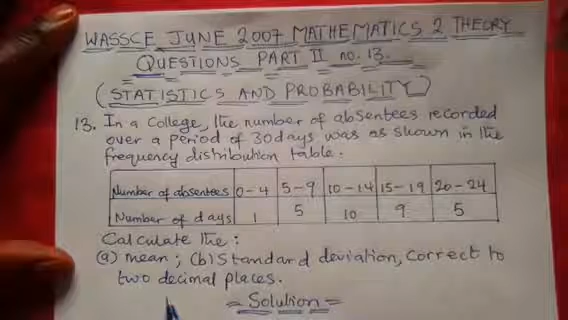 WASSCE JUNE 2007 MATHEMATICS 2 THEORY
QUESTIONS PART II no. 13.
(STATISTICS AND PROBABILITY)
13. In a College, the number of absentees recorded
over a period of 30 days was as shown in the
frequency distribution table.
Number of absentees 0-4 5-9 10-14 15-19 20-24
Number of days 1 5 10 9 5
Calculate the:
(a) mean; (b) Standard deviation, correct to
two decimal places.
= Solution =